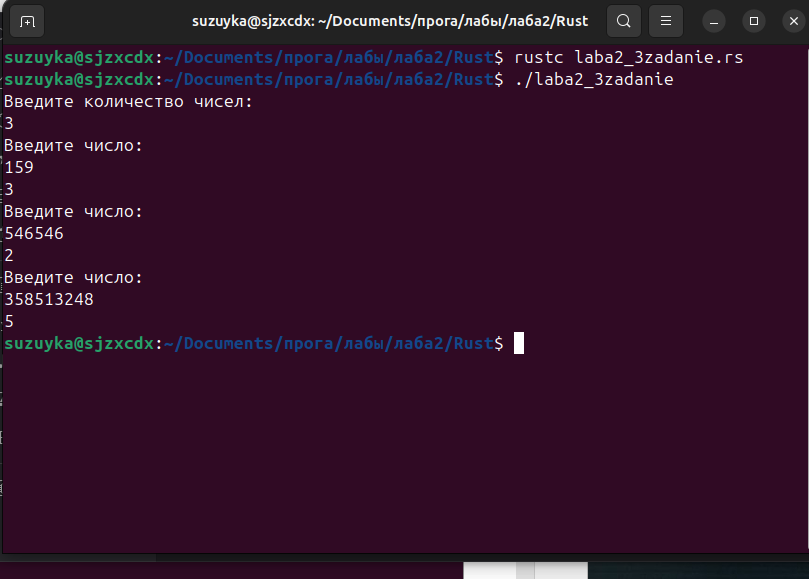 suzuyka@sjzxcdx: ~/Documents/прога/лабы/лаба2/Rust
suzuyka@sjzxcdx:~/Documents/прога/лабы/лаба2/Rust$ rustc laba2_3zadanie.rs
suzuyka@sjzxcdx:~/Documents/прога/лабы/лаба2/Rust$ ./laba2_3zadanie
Введите количество чисел:
3
Введите число:
159
3
Введите число:
546546
2
Введите число:
358513248
5
suzuyka@sjzxcdx:~/Documents/прога/лабы/лаба2/Rust$